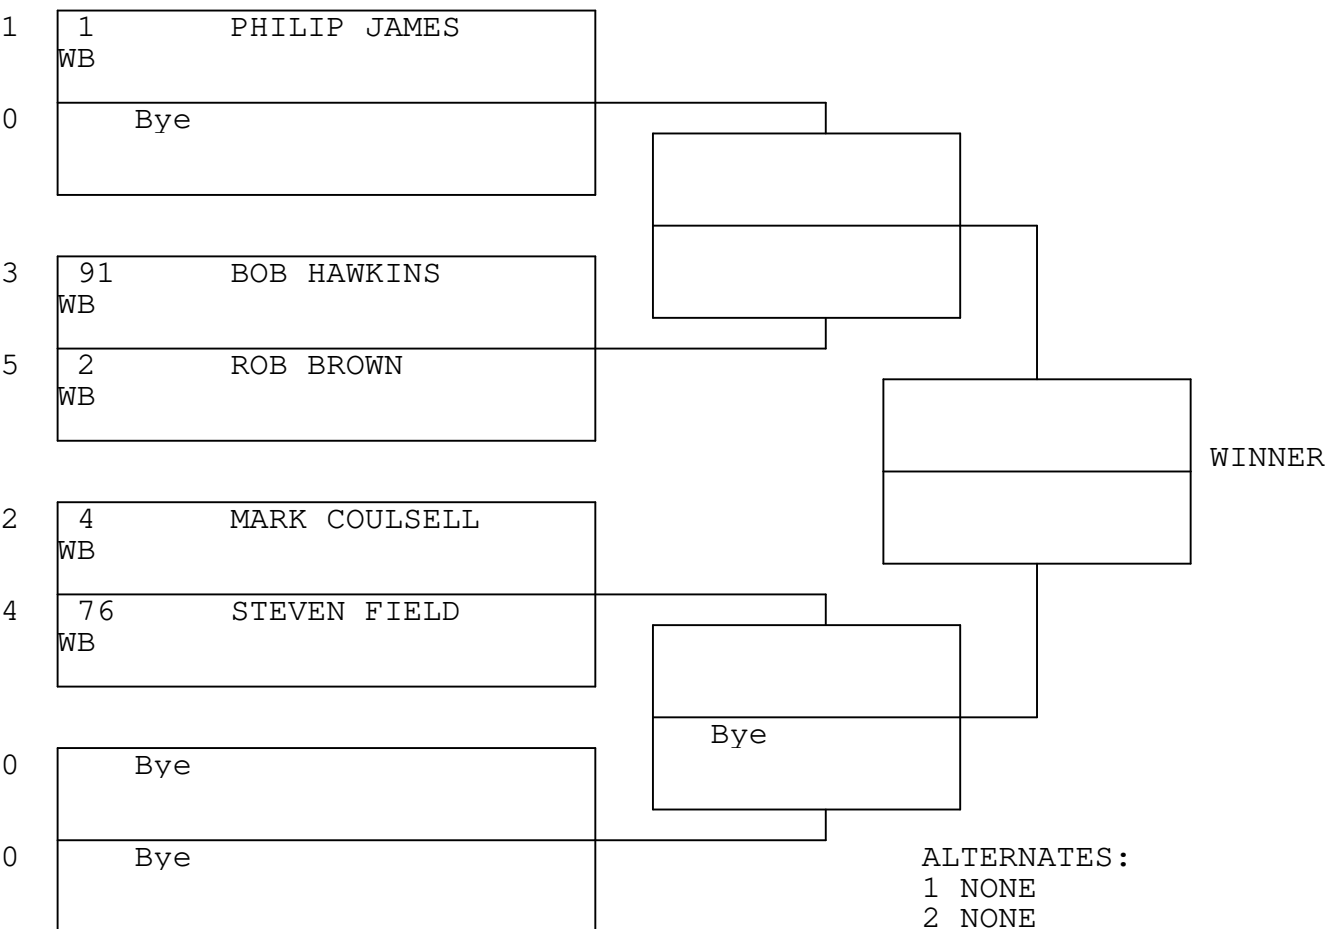 1 1 PHILIP JAMES
WB
0 Bye
3 91 BOB HAWKINS
WB
5 2 ROB BROWN
WB
WINNER
2 4 MARK COULSELL
WB
4 76 STEVEN FIELD
WB
Bye
0 Bye
0 Bye
ALTERNATES:
1 NONE
2 NONE